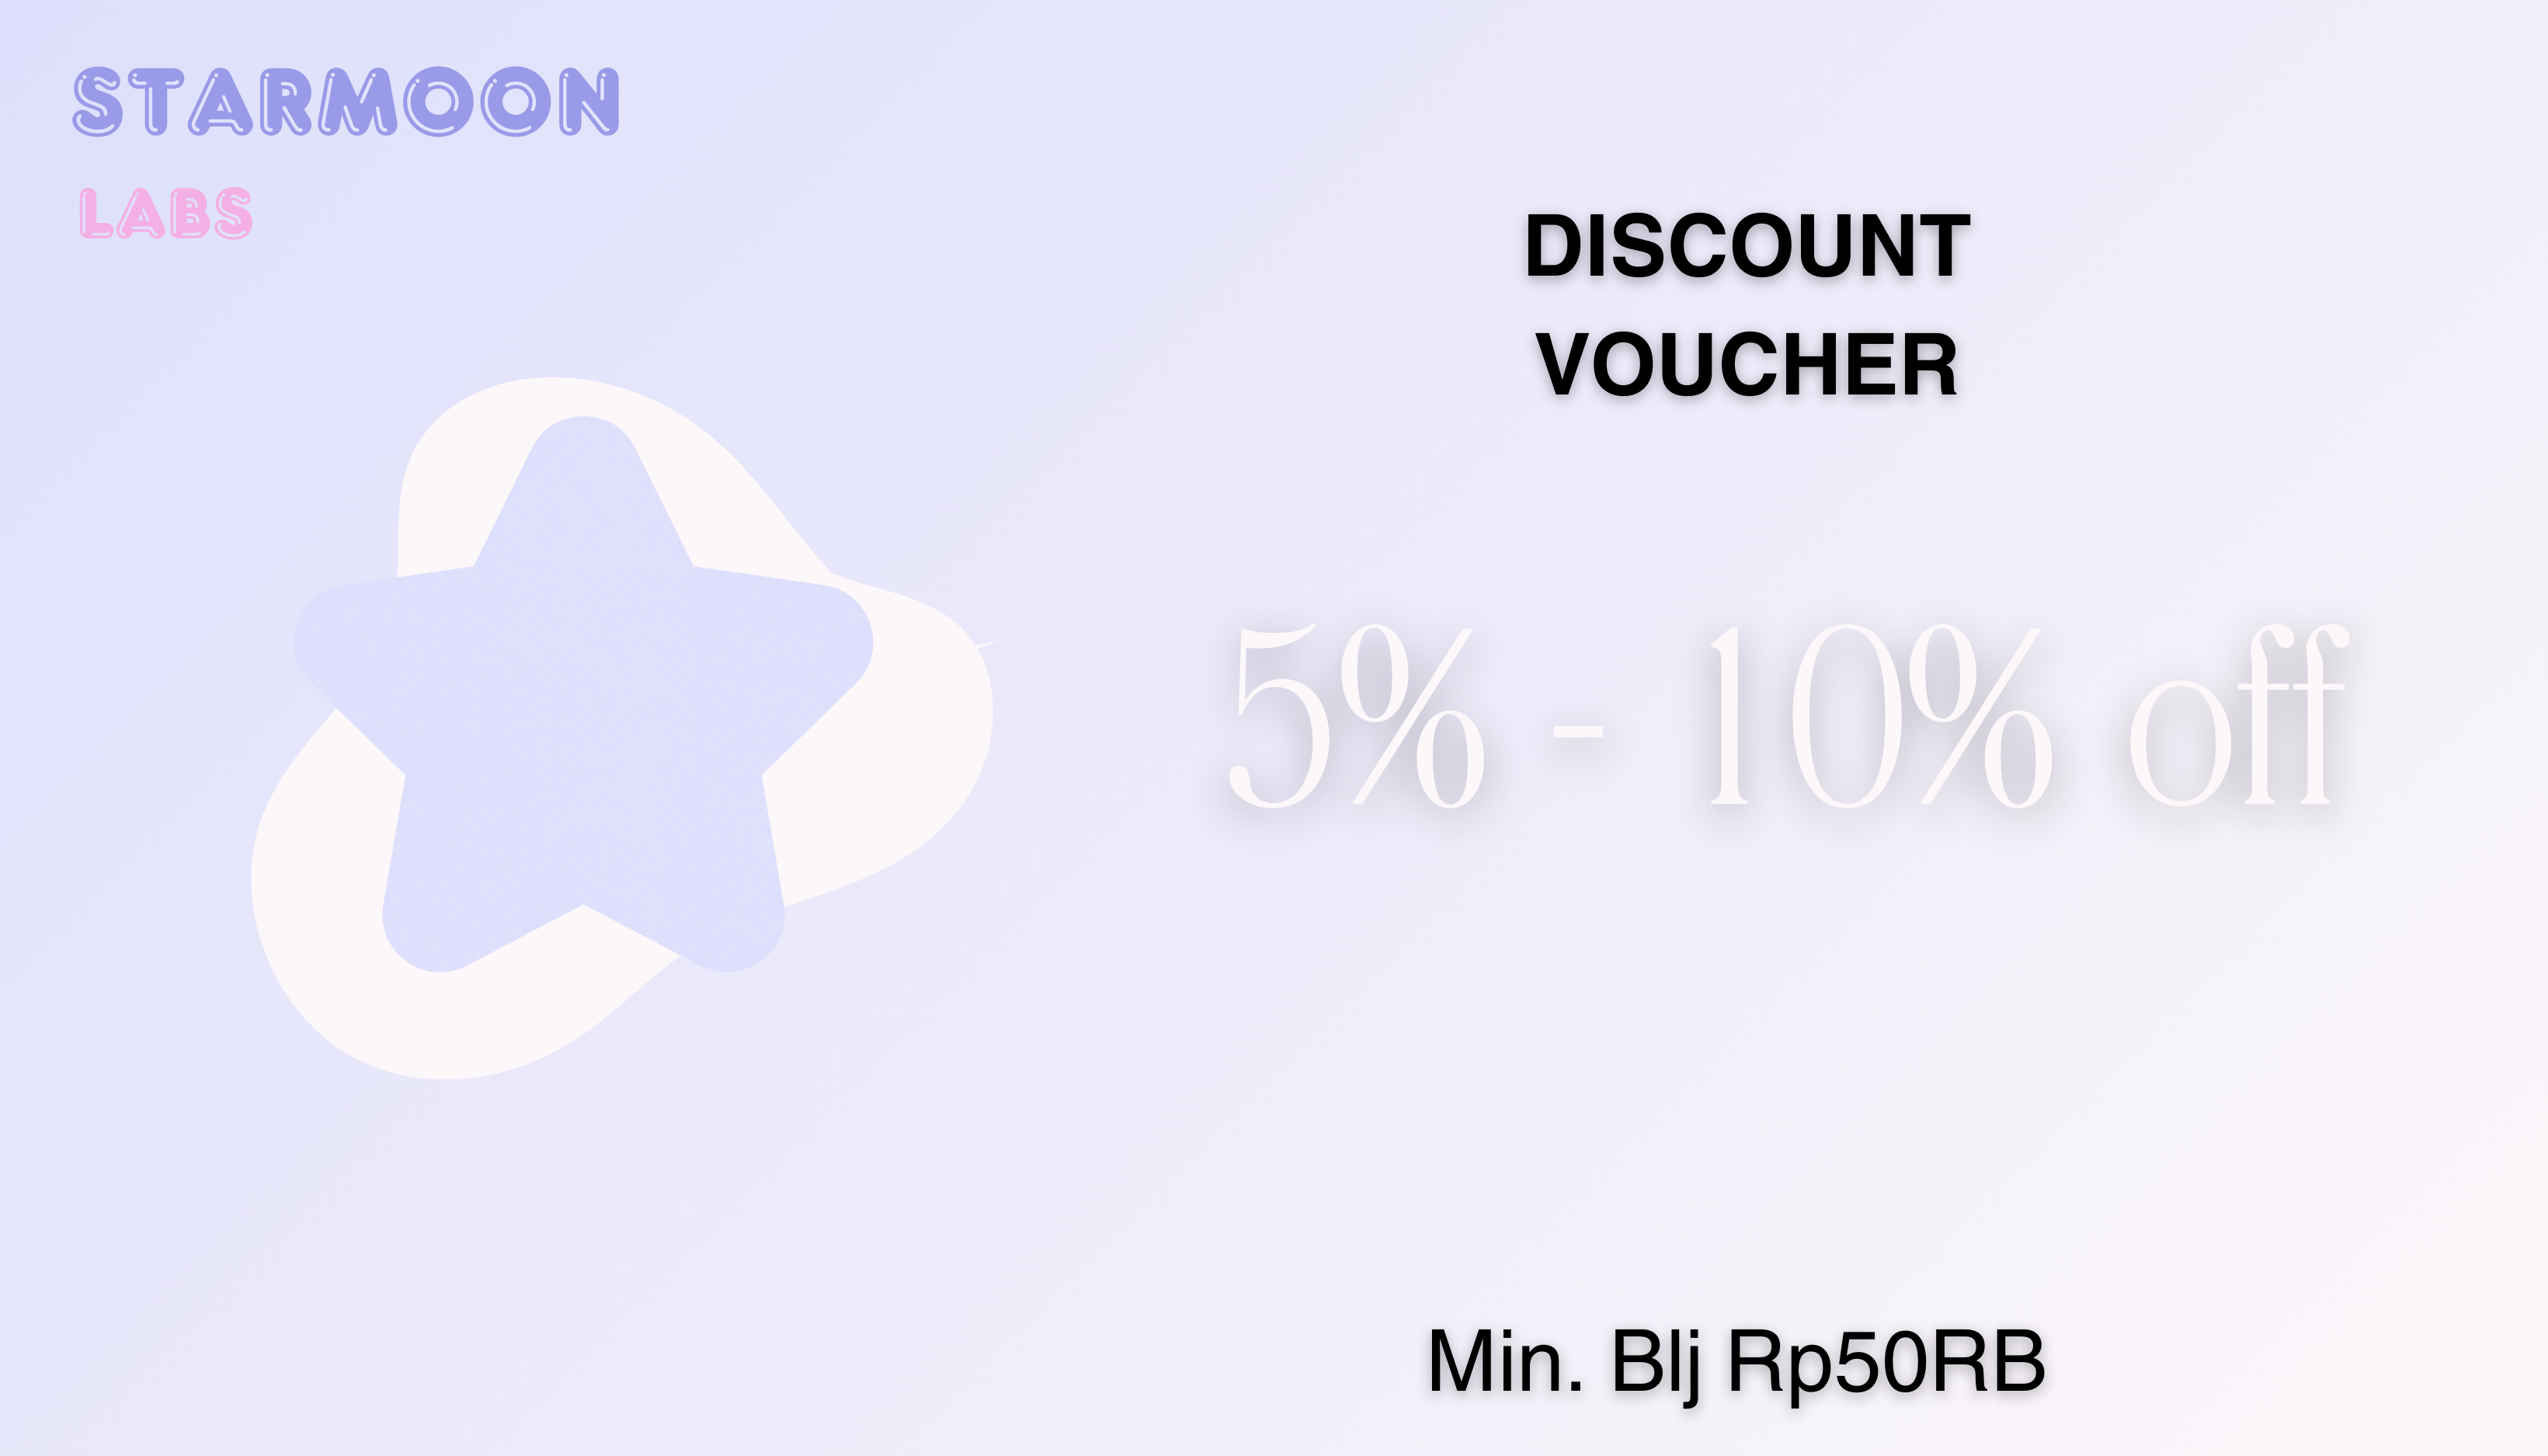 STARMOON
LABS
DISCOUNT
VOUCHER
5% - 10% off
Min. Blj Rp50RB